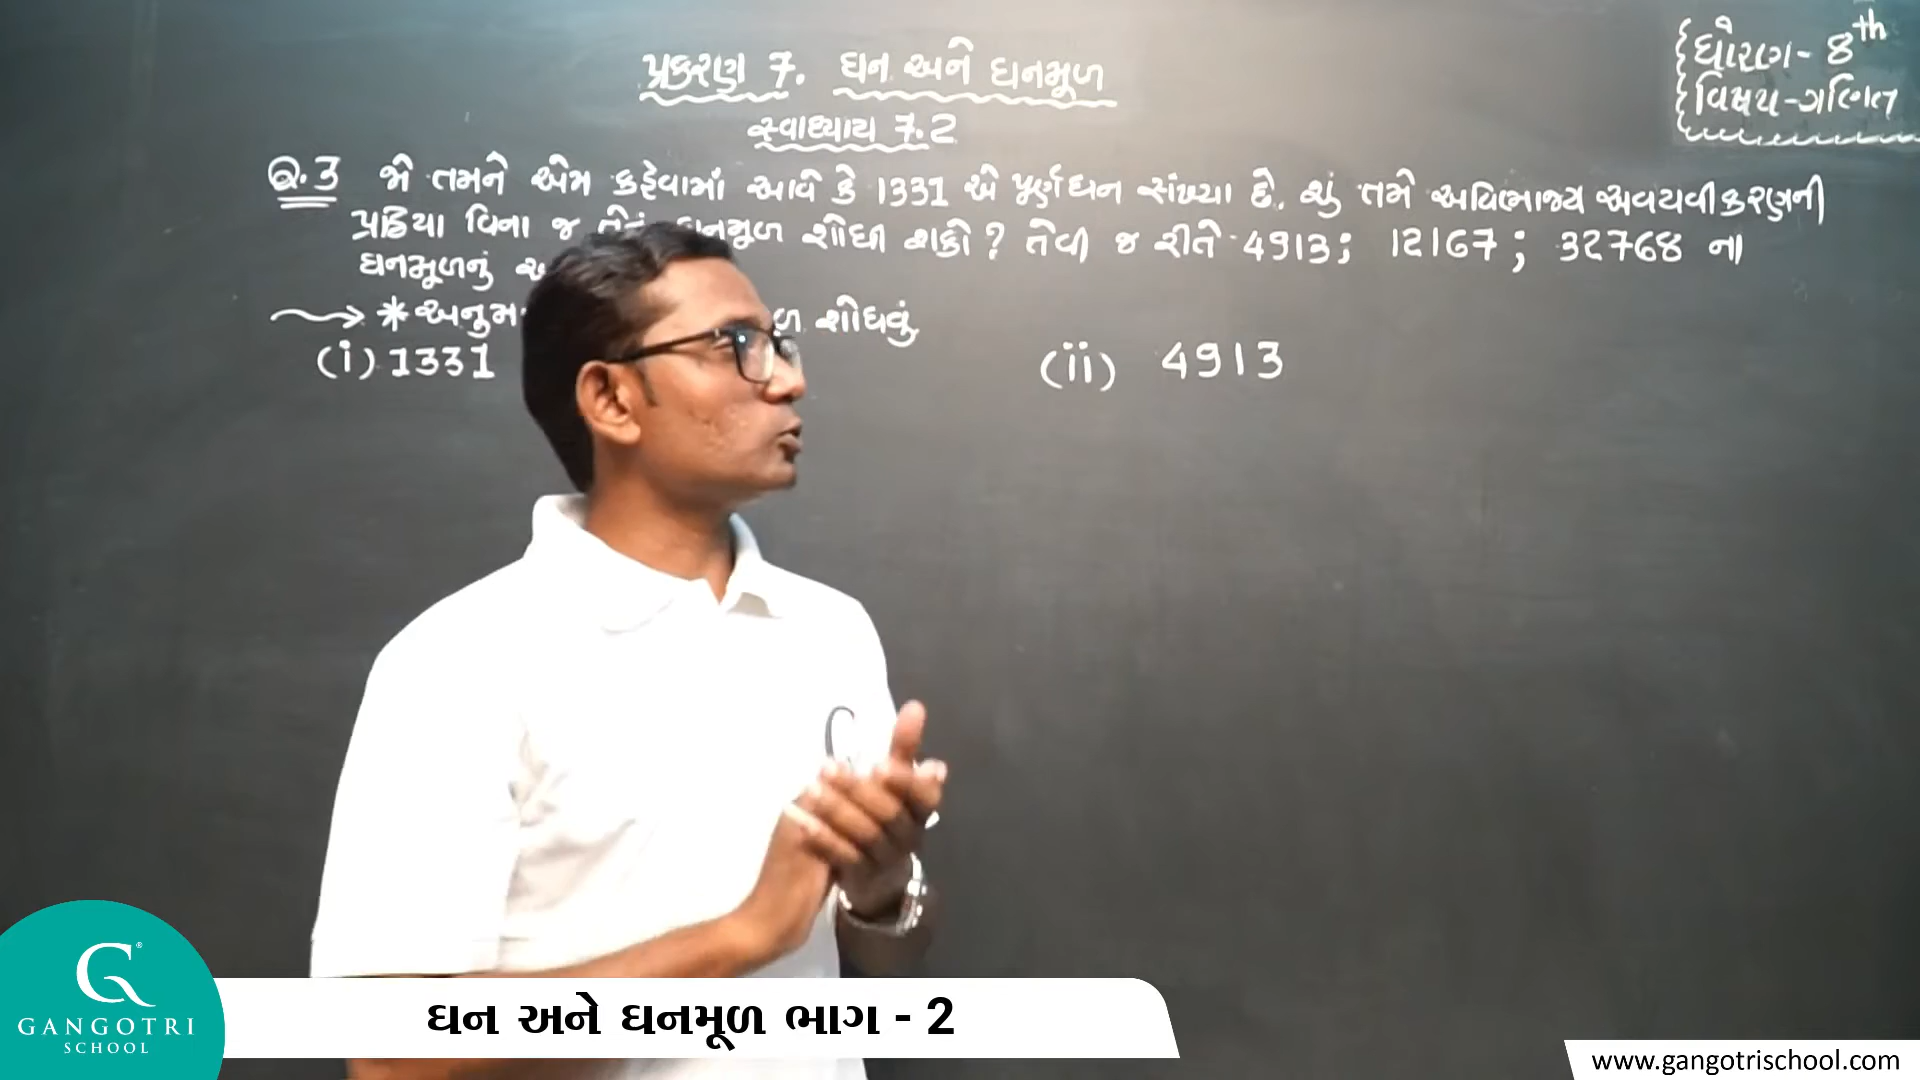 પ્રકરણ 7. ઘન અને ઘનમૂળ
સ્વાધ્યાય 7.2
ધોરણ - 8th
વિષય - ગણિત
Q.3 જો તમને એમ કહેવામાં આવે કે 1331 એ પૂર્ણઘન સંખ્યા છે. શું તમે અવિભાજ્ય અવયવીકરણની
પ્રક્રિયા વિના જ તેનું ઘનમૂળ શોધી શકો? તેવી જ રીતે 4913; 12167; 32768 ના
ઘનમૂળનું
* શોધવું
(i) 1331
(ii) 4913
G®
GANGOTRI
SCHOOL
ઘન અને ઘનમૂળ ભાગ - 2
www.gangotrischool.com